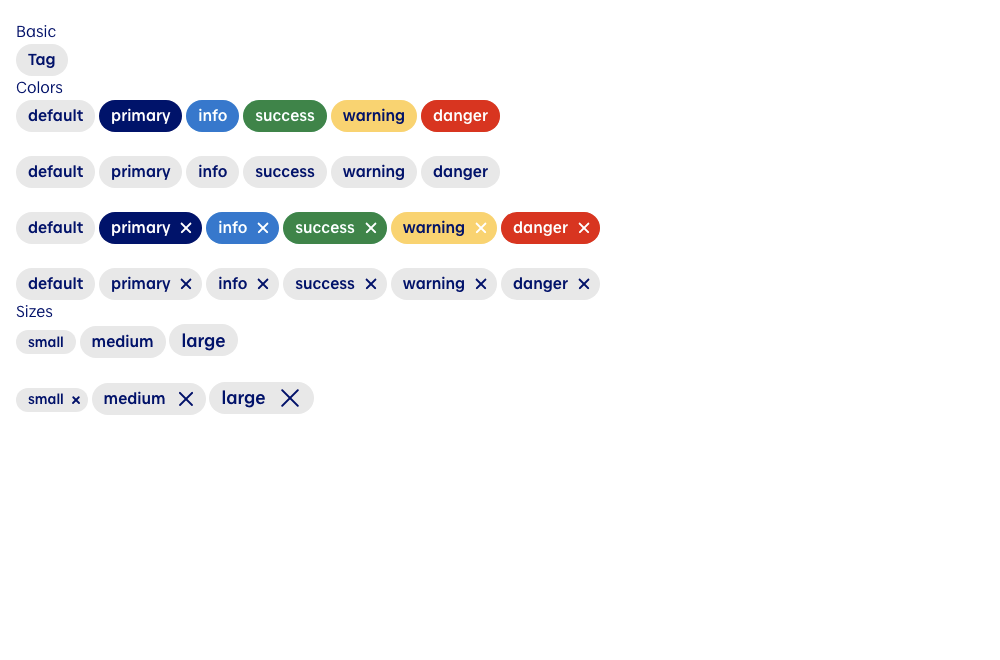 Basic
Tag
Colors
default primary info success warning danger
default primary info success warning danger
default primary info success warning danger
default primary info success warning danger
Sizes
small medium large
small medium large